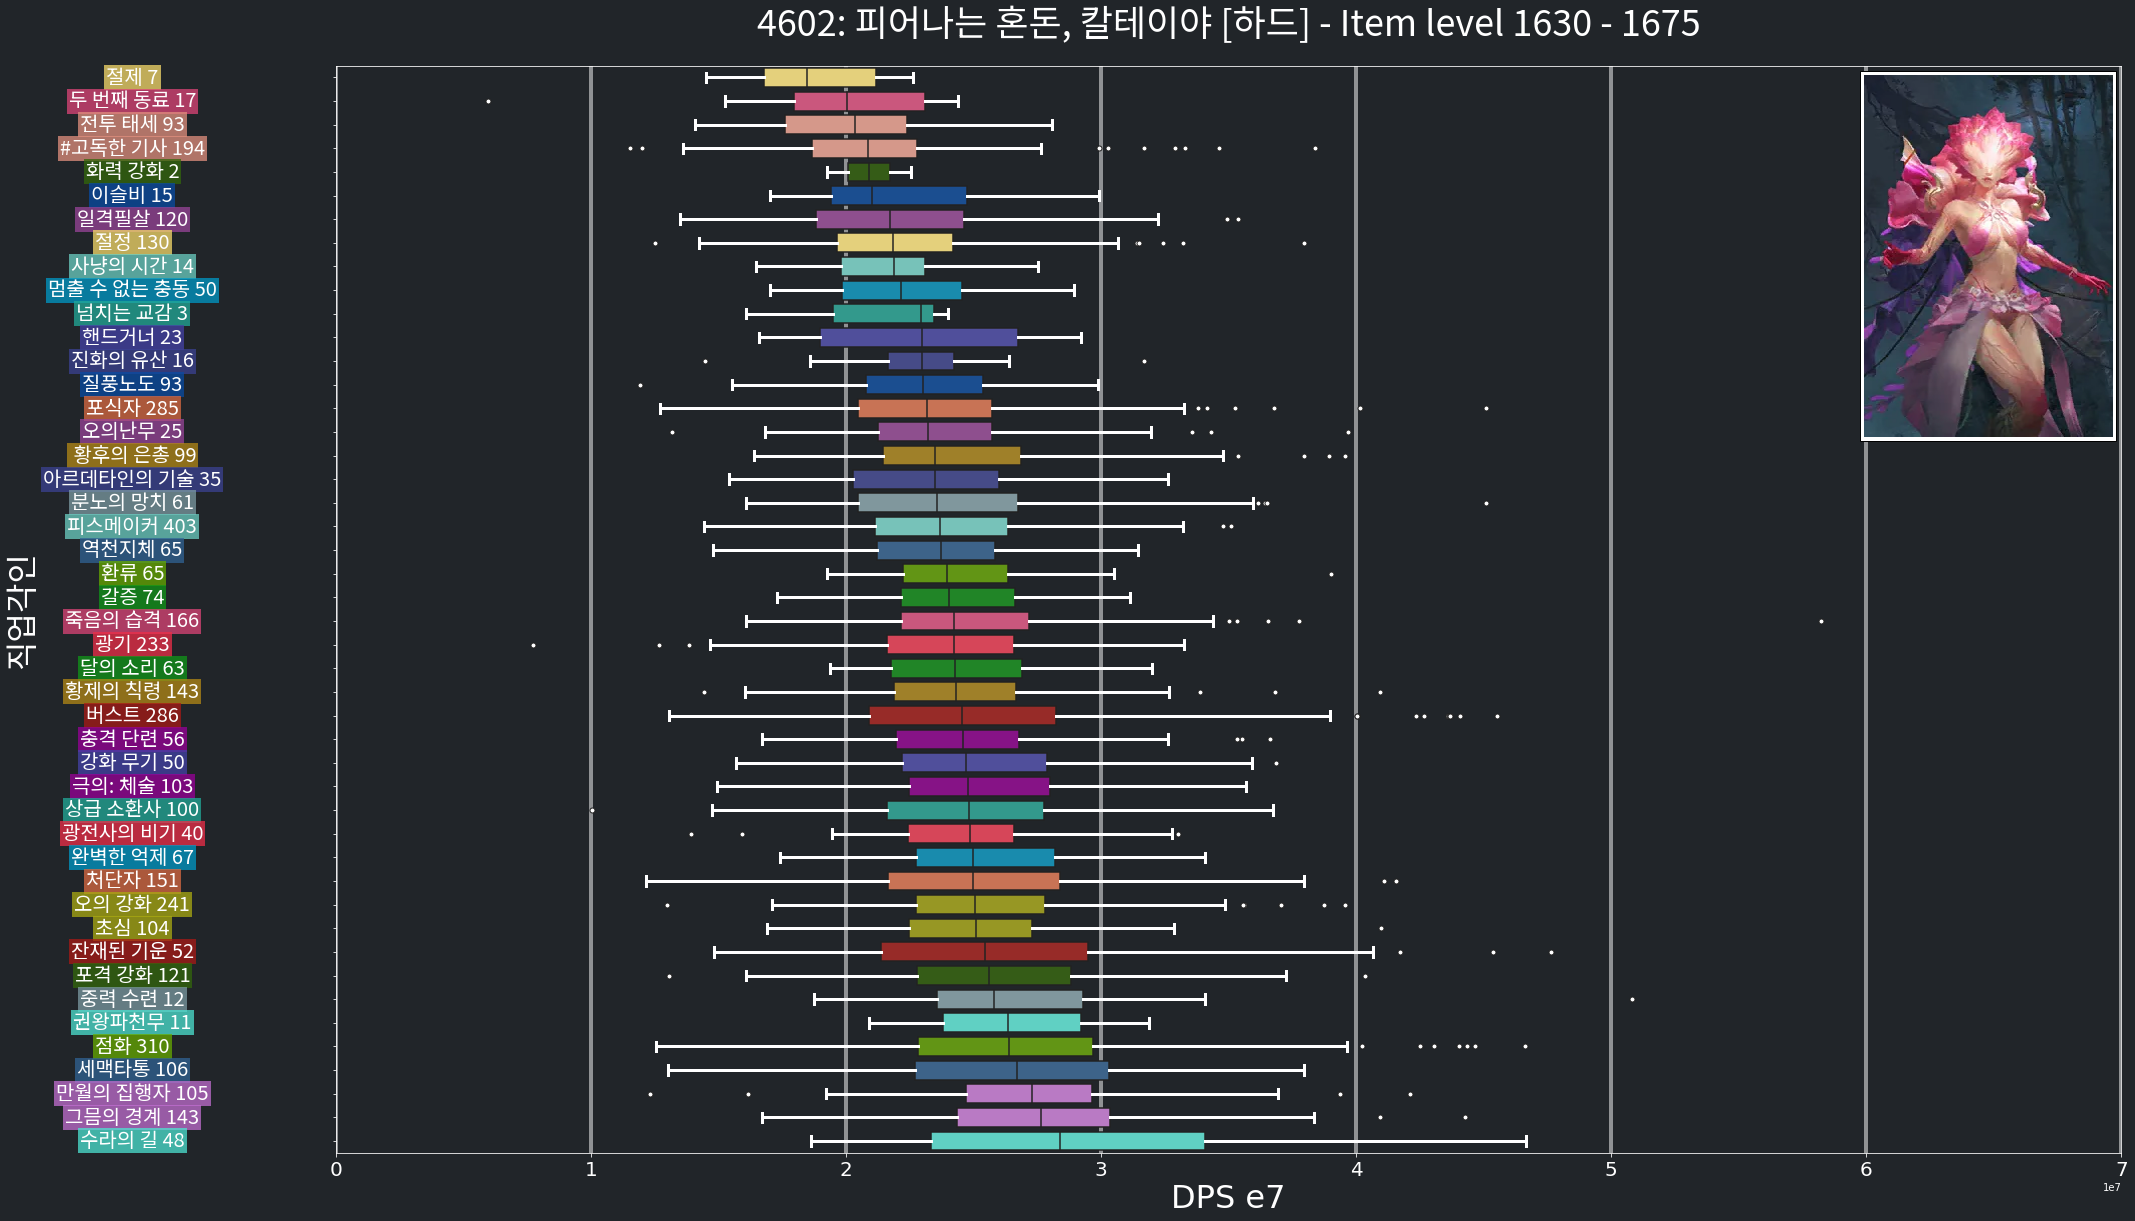 4602: 피어나는 혼돈, 칼테이야 [하드] - Item level 1630 - 1675
절제 7
두 번째 동료 17
전투 태세 93
#고독한 기사 194
화력 강화 2
이슬비 15
일격필살 120
절정 130
사냥의 시간 14
멈출 수 없는 충동 50
넘치는 교감 3
핸드거너 23
진화의 유산 16
질풍노도 93
포식자 285
오의난무 25
황후의 은총 99
아르데타인의 기술 35
분노의 망치 61
피스메이커 403
역천지체 65
환류 65
갈증 74
죽음의 습격 166
광기 233
달의 소리 63
황제의 칙령 143
버스트 286
충격 단련 56
강화 무기 50
극의: 체술 103
상급 소환사 100
광전사의 비기 40
완벽한 억제 67
처단자 151
오의 강화 241
초심 104
잔재된 기운 52
포격 강화 121
중력 수련 12
권왕파천무 11
점화 310
세맥타통 106
만월의 집행자 105
그믐의 경계 143
수라의 길 48
직업각인
0 1 2 3 4 5 6 7
1e7
DPS e7